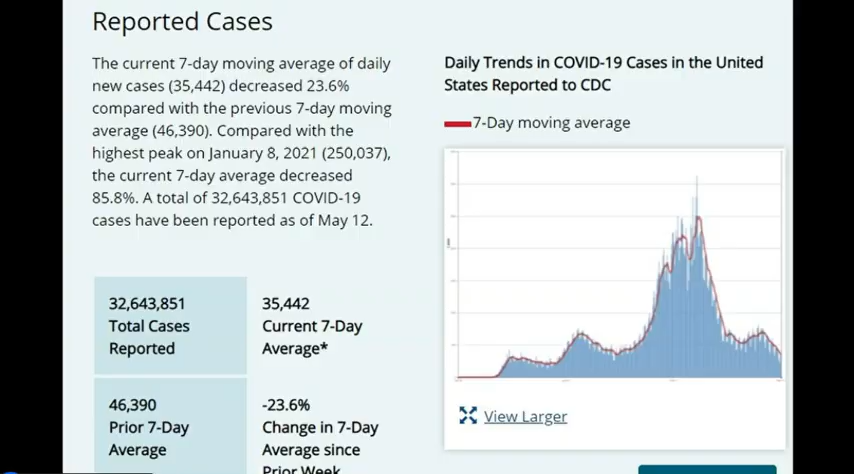 Reported Cases
The current 7-day moving average of daily
new cases (35,442) decreased 23.6%
compared with the previous 7-day moving
average (46,390). Compared with the
highest peak on January 8, 2021 (250,037),
the current 7-day average decreased
85.8%. A total of 32,643,851 COVID-19
cases have been reported as of May 12.
32,643,851
Total Cases
Reported
35,442
Current 7-Day
Average*
46,390
Prior 7-Day
Average
-23.6%
Change in 7-Day
Average since
Prior Week
Daily Trends in COVID-19 Cases in the United
States Reported to CDC
7-Day moving average
View Larger